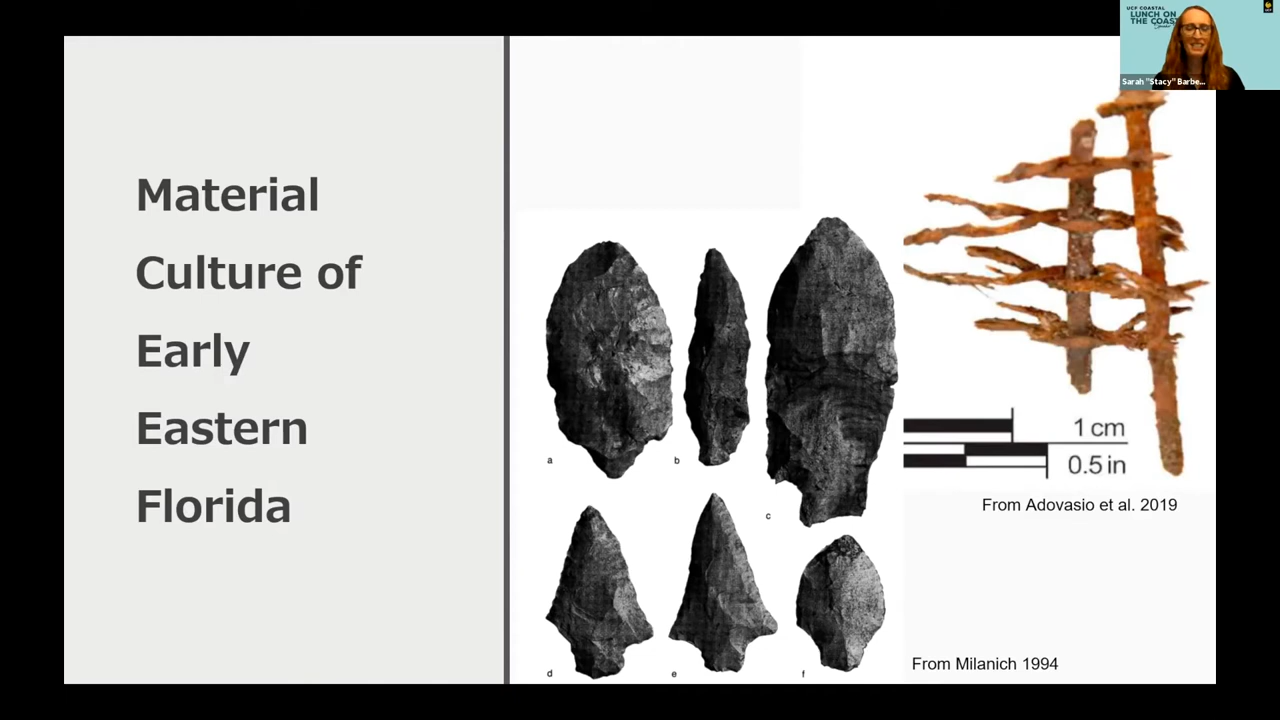 Material
Culture of
Early
Eastern
Florida
a
b
c
d
e
f
1 cm
0.5 in
From Adovasio et al. 2019
From Milanich 1994
UCF COASTAL
LUNCH ON
THE COAST
Sarah "Stacy" Barbe...